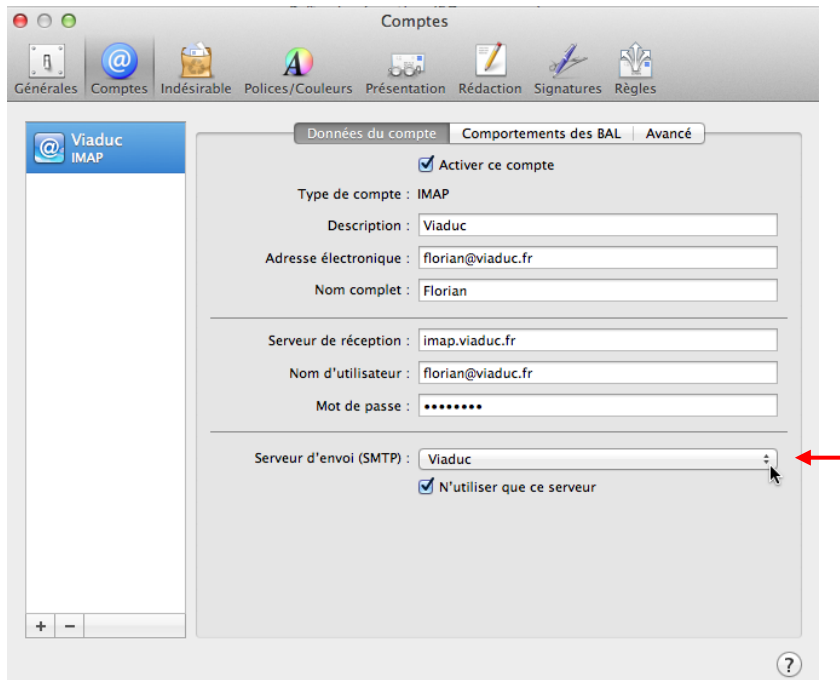 Comptes
Générales Comptes Indésirable Polices/Couleurs Présentation Rédaction Signatures Règles
Viaduc
IMAP
Données du compte Comportements des BAL Avancé
Activer ce compte
Type de compte : IMAP
Description : Viaduc
Adresse électronique : florian@viaduc.fr
Nom complet : Florian
Serveur de réception : imap.viaduc.fr
Nom d'utilisateur : florian@viaduc.fr
Mot de passe : ••••••••
Serveur d'envoi (SMTP) : Viaduc
N'utiliser que ce serveur
+ −
?